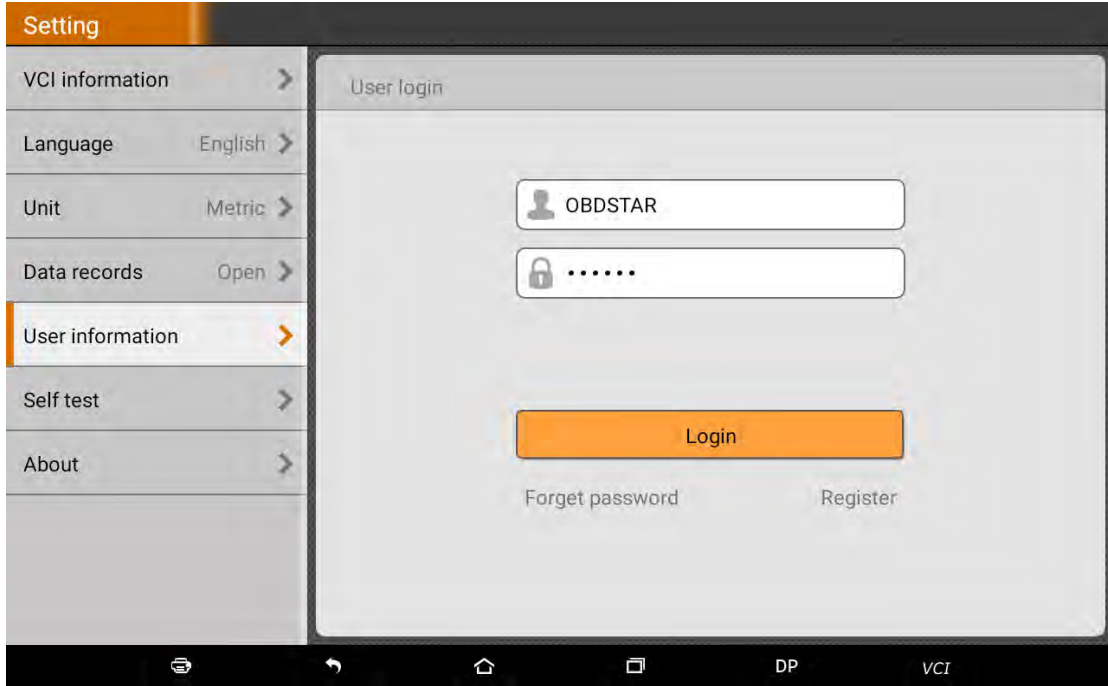 Setting
VCI information
Language English
Unit Metric
Data records Open
User information
Self test
About
User login
OBDSTAR
••••••
Login
Forget password Register
DP VCI